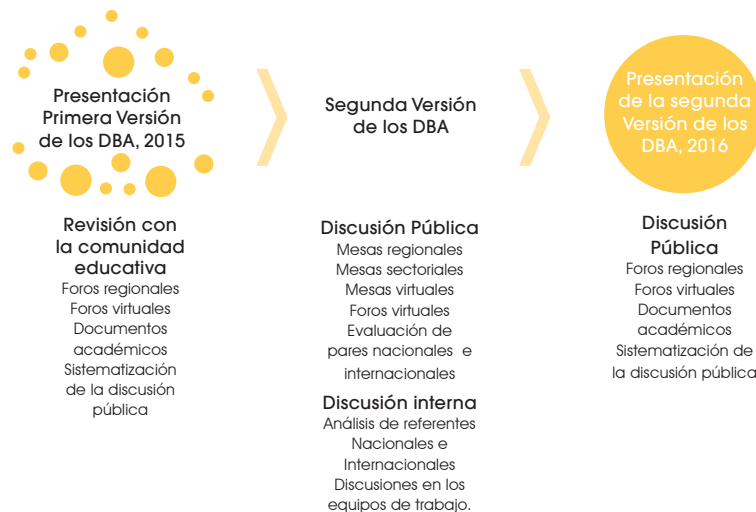 Presentación
Primera Versión
de los DBA, 2015
Revisión con
la comunidad
educativa
Foros regionales
Foros virtuales
Documentos
académicos
Sistematización
de la discusión
pública
Segunda Versión
de los DBA
Discusión Pública
Mesas regionales
Mesas sectoriales
Mesas virtuales
Foros virtuales
Evaluación de
pares nacionales e
internacionales
Discusión interna
Análisis de referentes
Nacionales e
Internacionales
Discusiones en los
equipos de trabajo.
Presentación
de la segunda
Versión de los
DBA, 2016
Discusión
Pública
Foros regionales
Foros virtuales
Documentos
académicos
Sistematización de
la discusión pública